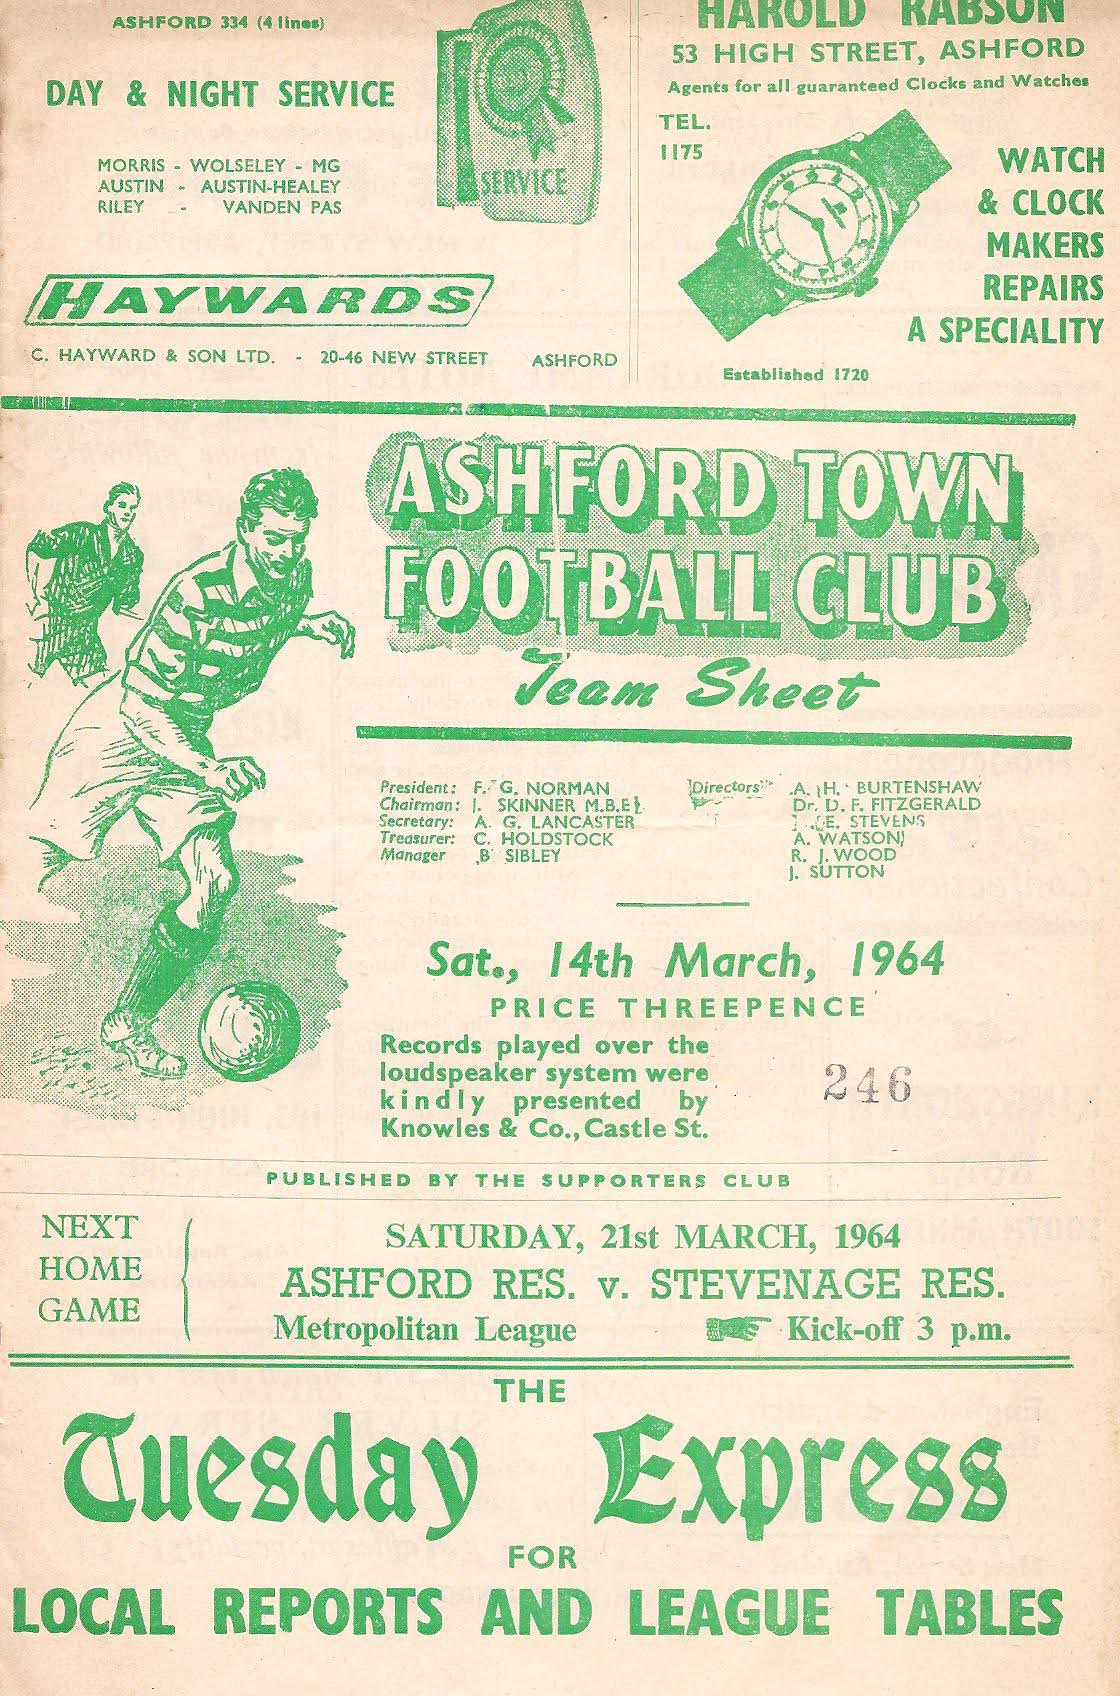 ASHFORD 334 (4 lines)
DAY & NIGHT SERVICE
MORRIS - WOLSELEY - MG
AUSTIN - AUSTIN-HEALEY
RILEY - VANDEN PAS
SERVICE
HAYWARDS
C. HAYWARD & SON LTD. - 20-46 NEW STREET ASHFORD
HAROLD RABSON
53 HIGH STREET, ASHFORD
Agents for all guaranteed Clocks and Watches
TEL.
1175
WATCH
& CLOCK
MAKERS
REPAIRS
A SPECIALITY
Established 1720
ASHFORD TOWN
FOOTBALL CLUB
Team Sheet
President: F. G. NORMAN
Chairman: J. SKINNER M.B.E.
Secretary: A. G. LANCASTER
Treasurer: C. HOLDSTOCK
Manager B SIBLEY
Directors
A. H. BURTENSHAW
Dr. D. F. FITZGERALD
E. STEVENS
A. WATSON
R. J. WOOD
J. SUTTON
Sat., 14th March, 1964
PRICE THREEPENCE
Records played over the
loudspeaker system were
kindly presented by
Knowles & Co., Castle St.
246
PUBLISHED BY THE SUPPORTERS CLUB
NEXT
HOME
GAME
SATURDAY, 21st MARCH, 1964
ASHFORD RES. v. STEVENAGE RES.
Metropolitan League Kick-off 3 p.m.
THE
Tuesday Express
FOR
LOCAL REPORTS AND LEAGUE TABLES